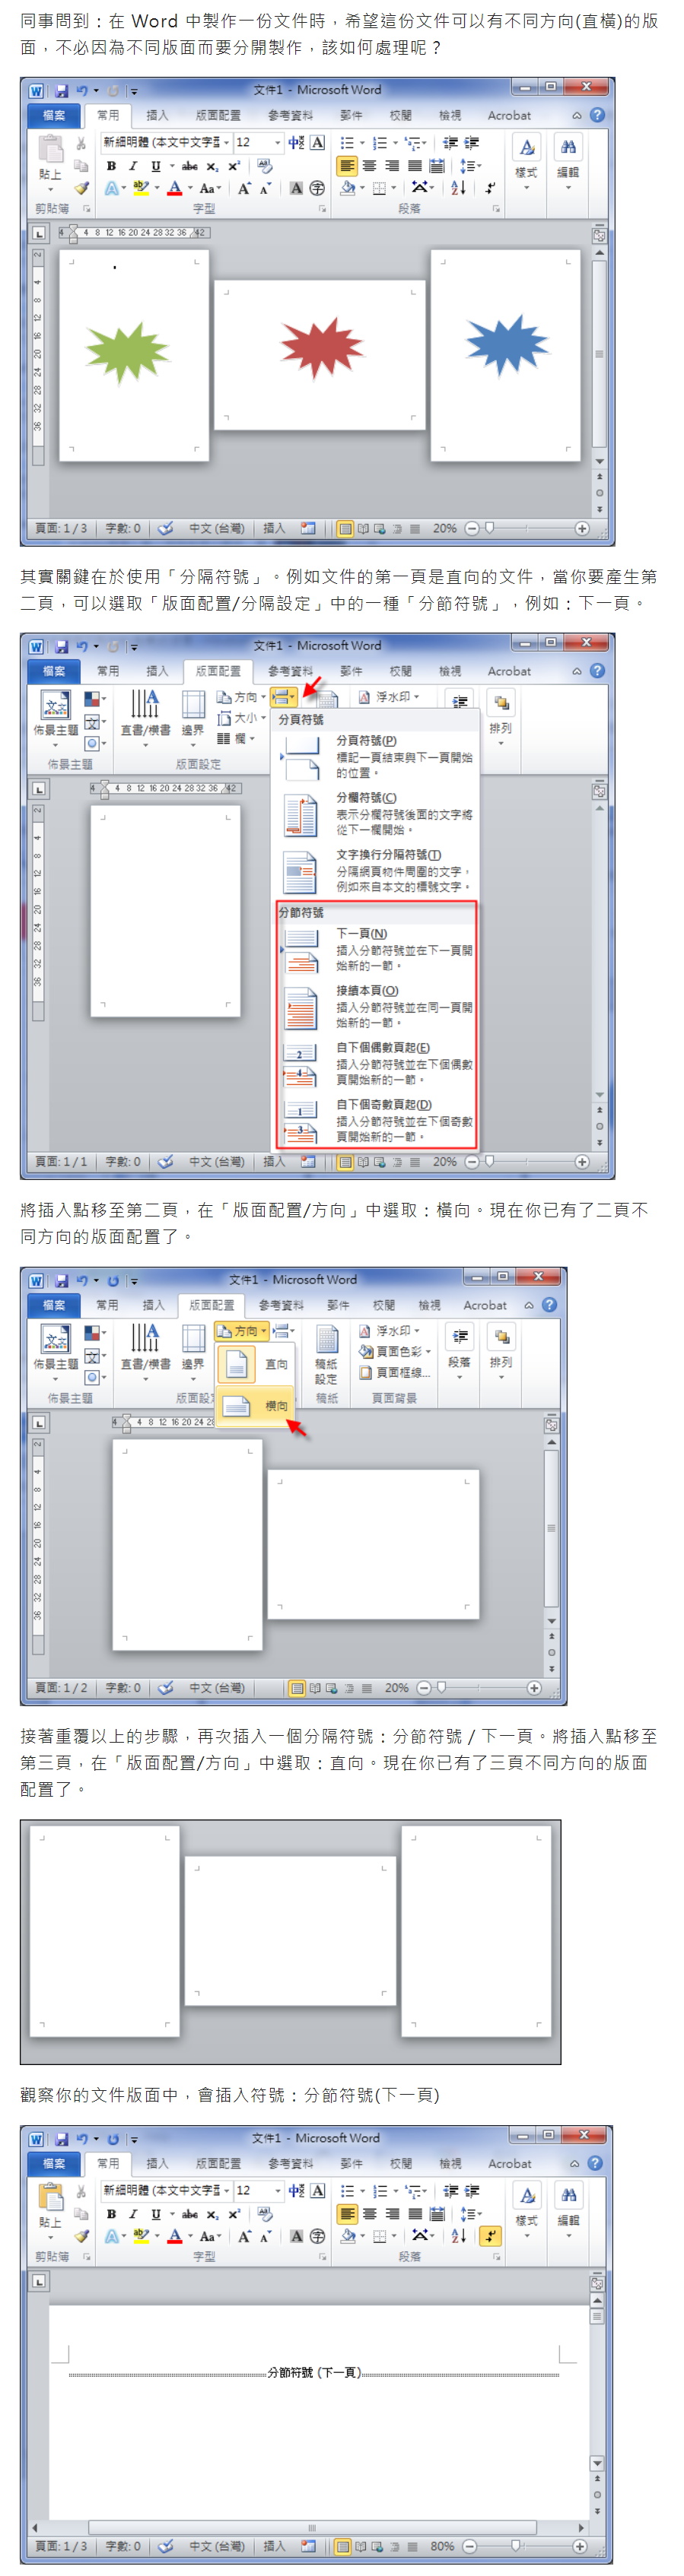 同事問到：在 Word 中製作一份文件時，希望這份文件可以有不同方向(直橫)的版
面，不必因為不同版面而要分開製作，該如何處理呢？
文件1 - Microsoft Word
檔案 常用 插入 版面配置 參考資料 郵件 校閱 檢視 Acrobat
新細明體 (本文中文字型 12
貼上 樣式 編輯
剪貼簿 字型 段落
4 4 8 12 16 20 24 28 32 36 42
頁面: 1 / 3 字數: 0 中文 (台灣) 插入 20%
其實關鍵在於使用「分隔符號」。例如文件的第一頁是直向的文件，當你要產生第
二頁，可以選取「版面配置/分隔設定」中的一種「分節符號」，例如：下一頁。
文件1 - Microsoft Word
檔案 常用 插入 版面配置 參考資料 郵件 校閱 檢視 Acrobat
佈景主題 直書/橫書 邊界 方向 大小 欄 浮水印 排列
佈景主題 版面設定
分頁符號
分頁符號(P)
標記一頁結束與下一頁開始
的位置。
分欄符號(C)
表示分欄符號後面的文字將
從下一欄開始。
文字換行分隔符號(T)
分隔網頁物件周圍的文字，
例如來自本文的標號文字。
分節符號
下一頁(N)
插入分節符號並在下一頁開
始新的一節。
接續本頁(O)
插入分節符號並在同一頁開
始新的一節。
自下個偶數頁起(E)
插入分節符號並在下個偶數
頁開始新的一節。
自下個奇數頁起(D)
插入分節符號並在下個奇數
頁開始新的一節。
4 4 8 12 16 20 24 28 32 36 42
頁面: 1 / 1 字數: 0 中文 (台灣) 插入 20%
將插入點移至第二頁，在「版面配置/方向」中選取：橫向。現在你已有了二頁不
同方向的版面配置了。
文件1 - Microsoft Word
檔案 常用 插入 版面配置 參考資料 郵件 校閱 檢視 Acrobat
佈景主題 直書/橫書 邊界 方向 稿紙設定 浮水印 頁面色彩 頁面框線... 段落 排列
直向
橫向
佈景主題 版面設定 稿紙 頁面背景
頁面: 1 / 2 字數: 0 中文 (台灣) 20%
接著重覆以上的步驟，再次插入一個分隔符號：分節符號 / 下一頁。將插入點移至
第三頁，在「版面配置/方向」中選取：直向。現在你已有了三頁不同方向的版面
配置了。
觀察你的文件版面中，會插入符號：分節符號(下一頁)
文件1 - Microsoft Word
檔案 常用 插入 版面配置 參考資料 郵件 校閱 檢視 Acrobat
新細明體 (本文中文字型 12
貼上 樣式 編輯
剪貼簿 字型 段落
分節符號 (下一頁)
頁面: 1 / 3 字數: 0 中文 (台灣) 插入 80%